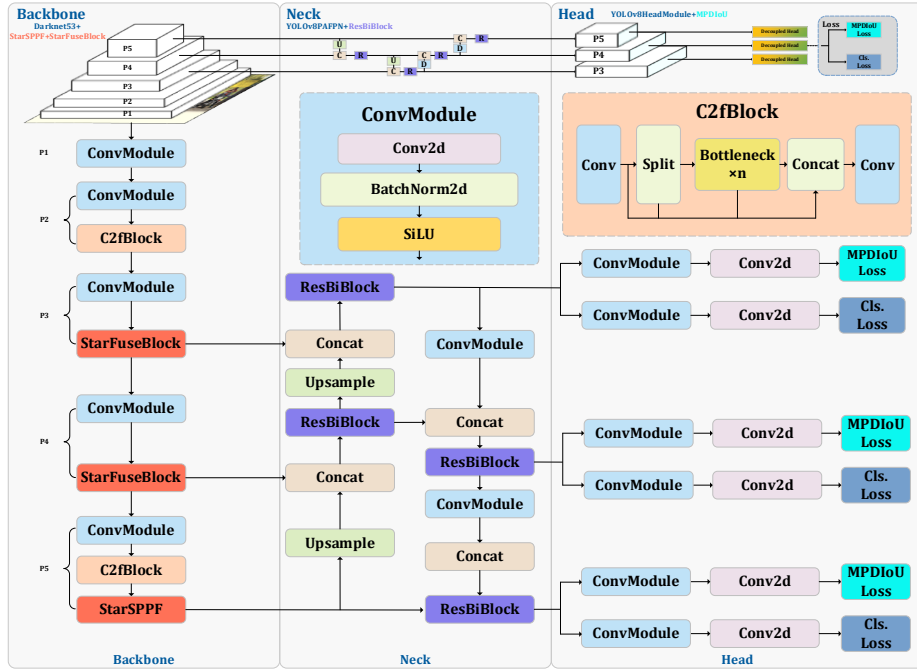 Backbone
Darknet53+
StarSPPF+StarFuseBlock
P5
P4
P3
P2
P1
Neck
YOLOv8PAFPN+ResBiBlock
U
C
R
U
C
R
C
D
R
C
D
R
Head
YOLOv8HeadModule+MPDIoU
P5
P4
P3
Decoupled Head
Decoupled Head
Decoupled Head
Loss
MPDIoU
Loss
Cls.
Loss
P1
ConvModule
P2
ConvModule
C2fBlock
P3
ConvModule
StarFuseBlock
P4
ConvModule
StarFuseBlock
P5
ConvModule
C2fBlock
StarSPPF
Backbone
ConvModule
Conv2d
BatchNorm2d
SiLU
ResBiBlock
Concat
Upsample
ResBiBlock
Concat
Upsample
ConvModule
Concat
ResBiBlock
ConvModule
Concat
ResBiBlock
Neck
C2fBlock
Conv
Split
Bottleneck
×n
Concat
Conv
ConvModule
Conv2d
MPDIoU
Loss
ConvModule
Conv2d
Cls.
Loss
ConvModule
Conv2d
MPDIoU
Loss
ConvModule
Conv2d
Cls.
Loss
ConvModule
Conv2d
MPDIoU
Loss
ConvModule
Conv2d
Cls.
Loss
Head